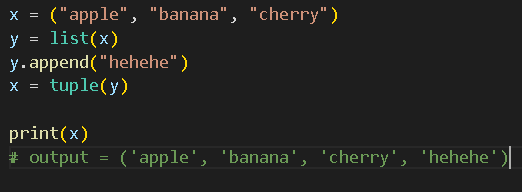 x = ("apple", "banana", "cherry")
y = list(x)
y.append("hehehe")
x = tuple(y)
print(x)
# output = ('apple', 'banana', 'cherry', 'hehehe')